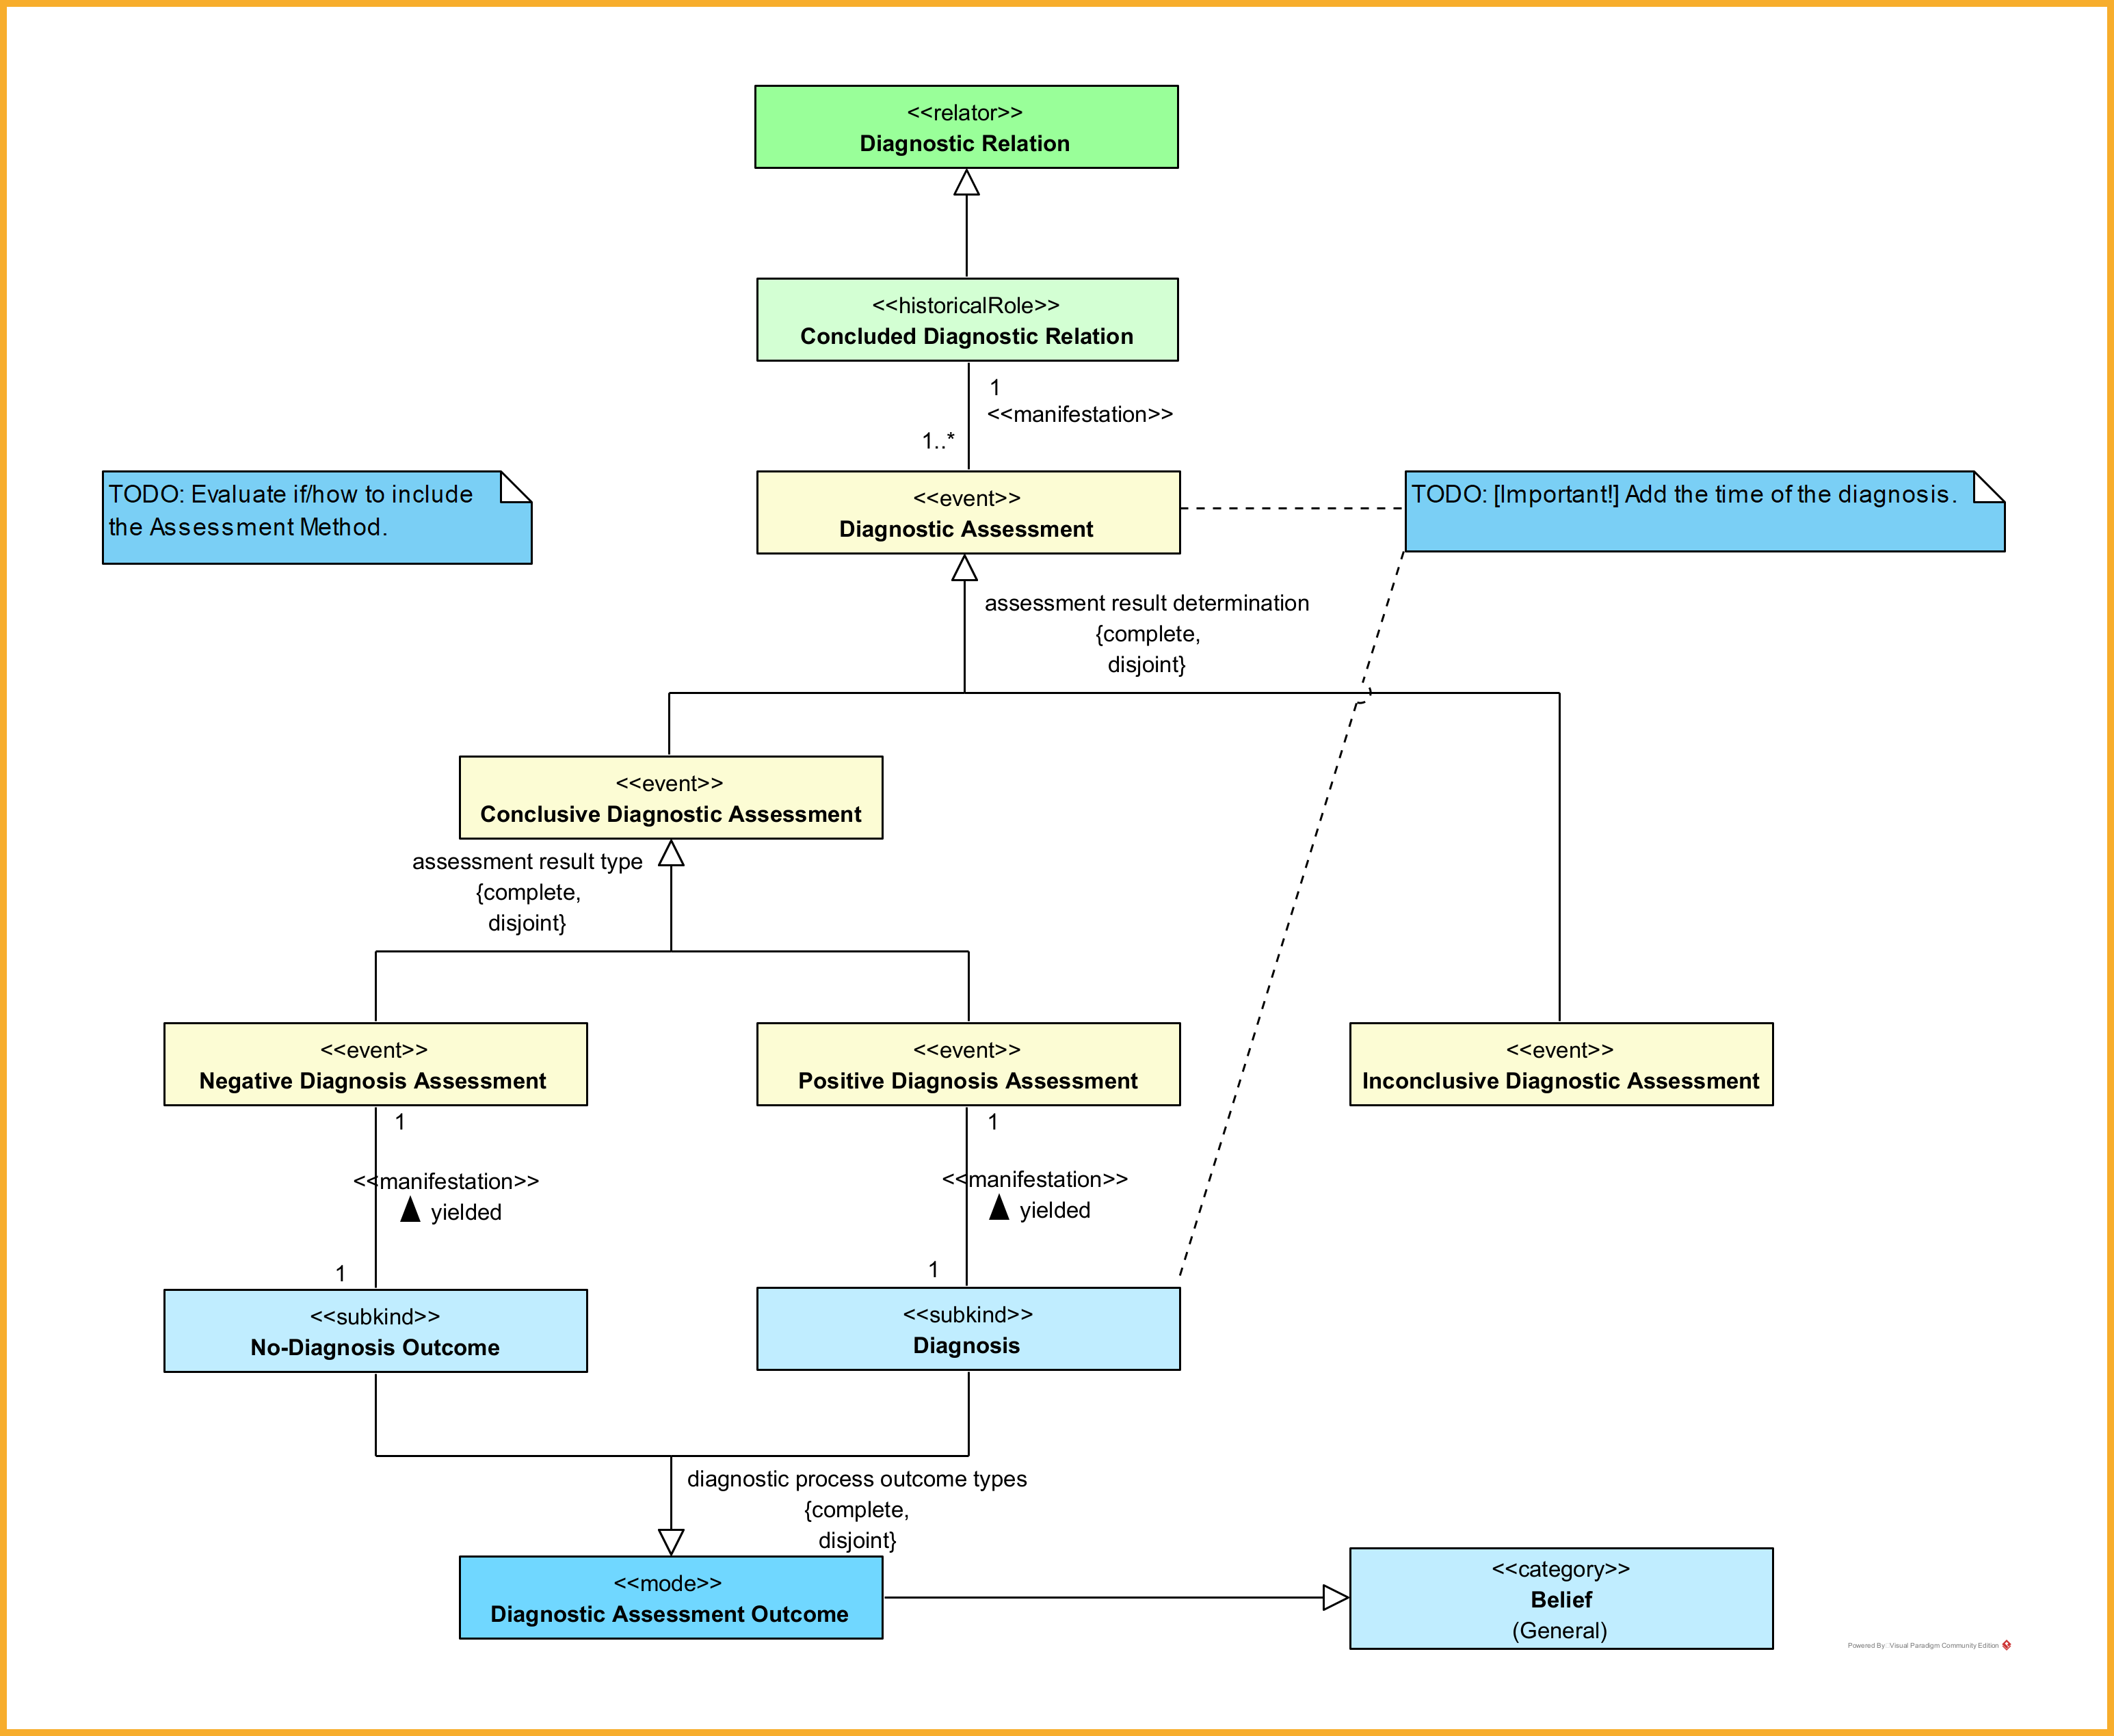 <<relator>>
Diagnostic Relation
<<historicalRole>>
Concluded Diagnostic Relation
1
<<manifestation>>
1..*
TODO: Evaluate if/how to include
the Assessment Method.
<<event>>
Diagnostic Assessment
TODO: [Important!] Add the time of the diagnosis.
assessment result determination
{complete,
disjoint}
<<event>>
Conclusive Diagnostic Assessment
assessment result type
{complete,
disjoint}
<<event>>
Negative Diagnosis Assessment
<<event>>
Positive Diagnosis Assessment
<<event>>
Inconclusive Diagnostic Assessment
1
<<manifestation>>
yielded
1
1
<<manifestation>>
yielded
1
<<subkind>>
No-Diagnosis Outcome
<<subkind>>
Diagnosis
diagnostic process outcome types
{complete,
disjoint}
<<mode>>
Diagnostic Assessment Outcome
<<category>>
Belief
(General)
Powered By Visual Paradigm Community Edition